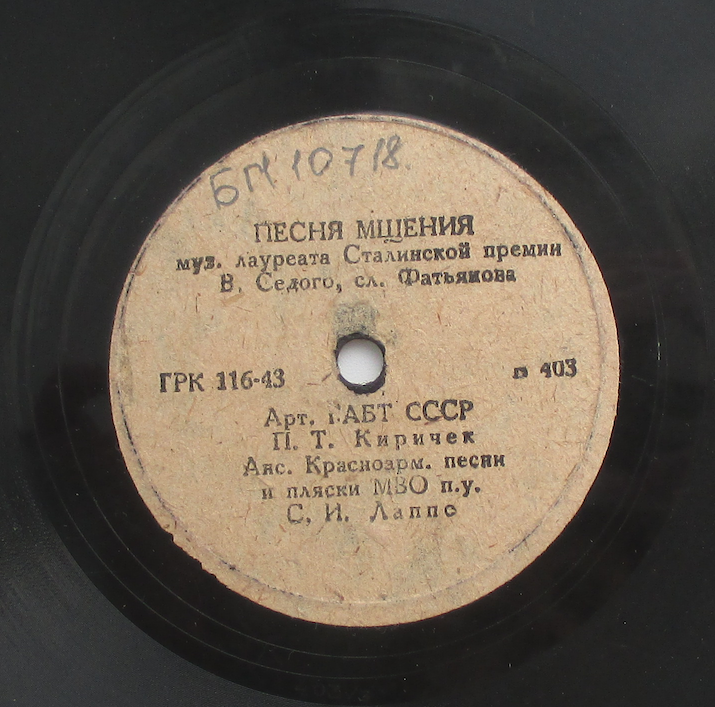 БГК 10718.
ПЕСНЯ МЩЕНИЯ
муз. лауреата Сталинской премии
В. Седого, сл. Фатьянова
ГРК 116-43
в 403
Арт. ГАБТ СССР
П. Т. Киричек
Анс. Красноарм. песни
и пляски МВО п.у.
С. И. Лаппо